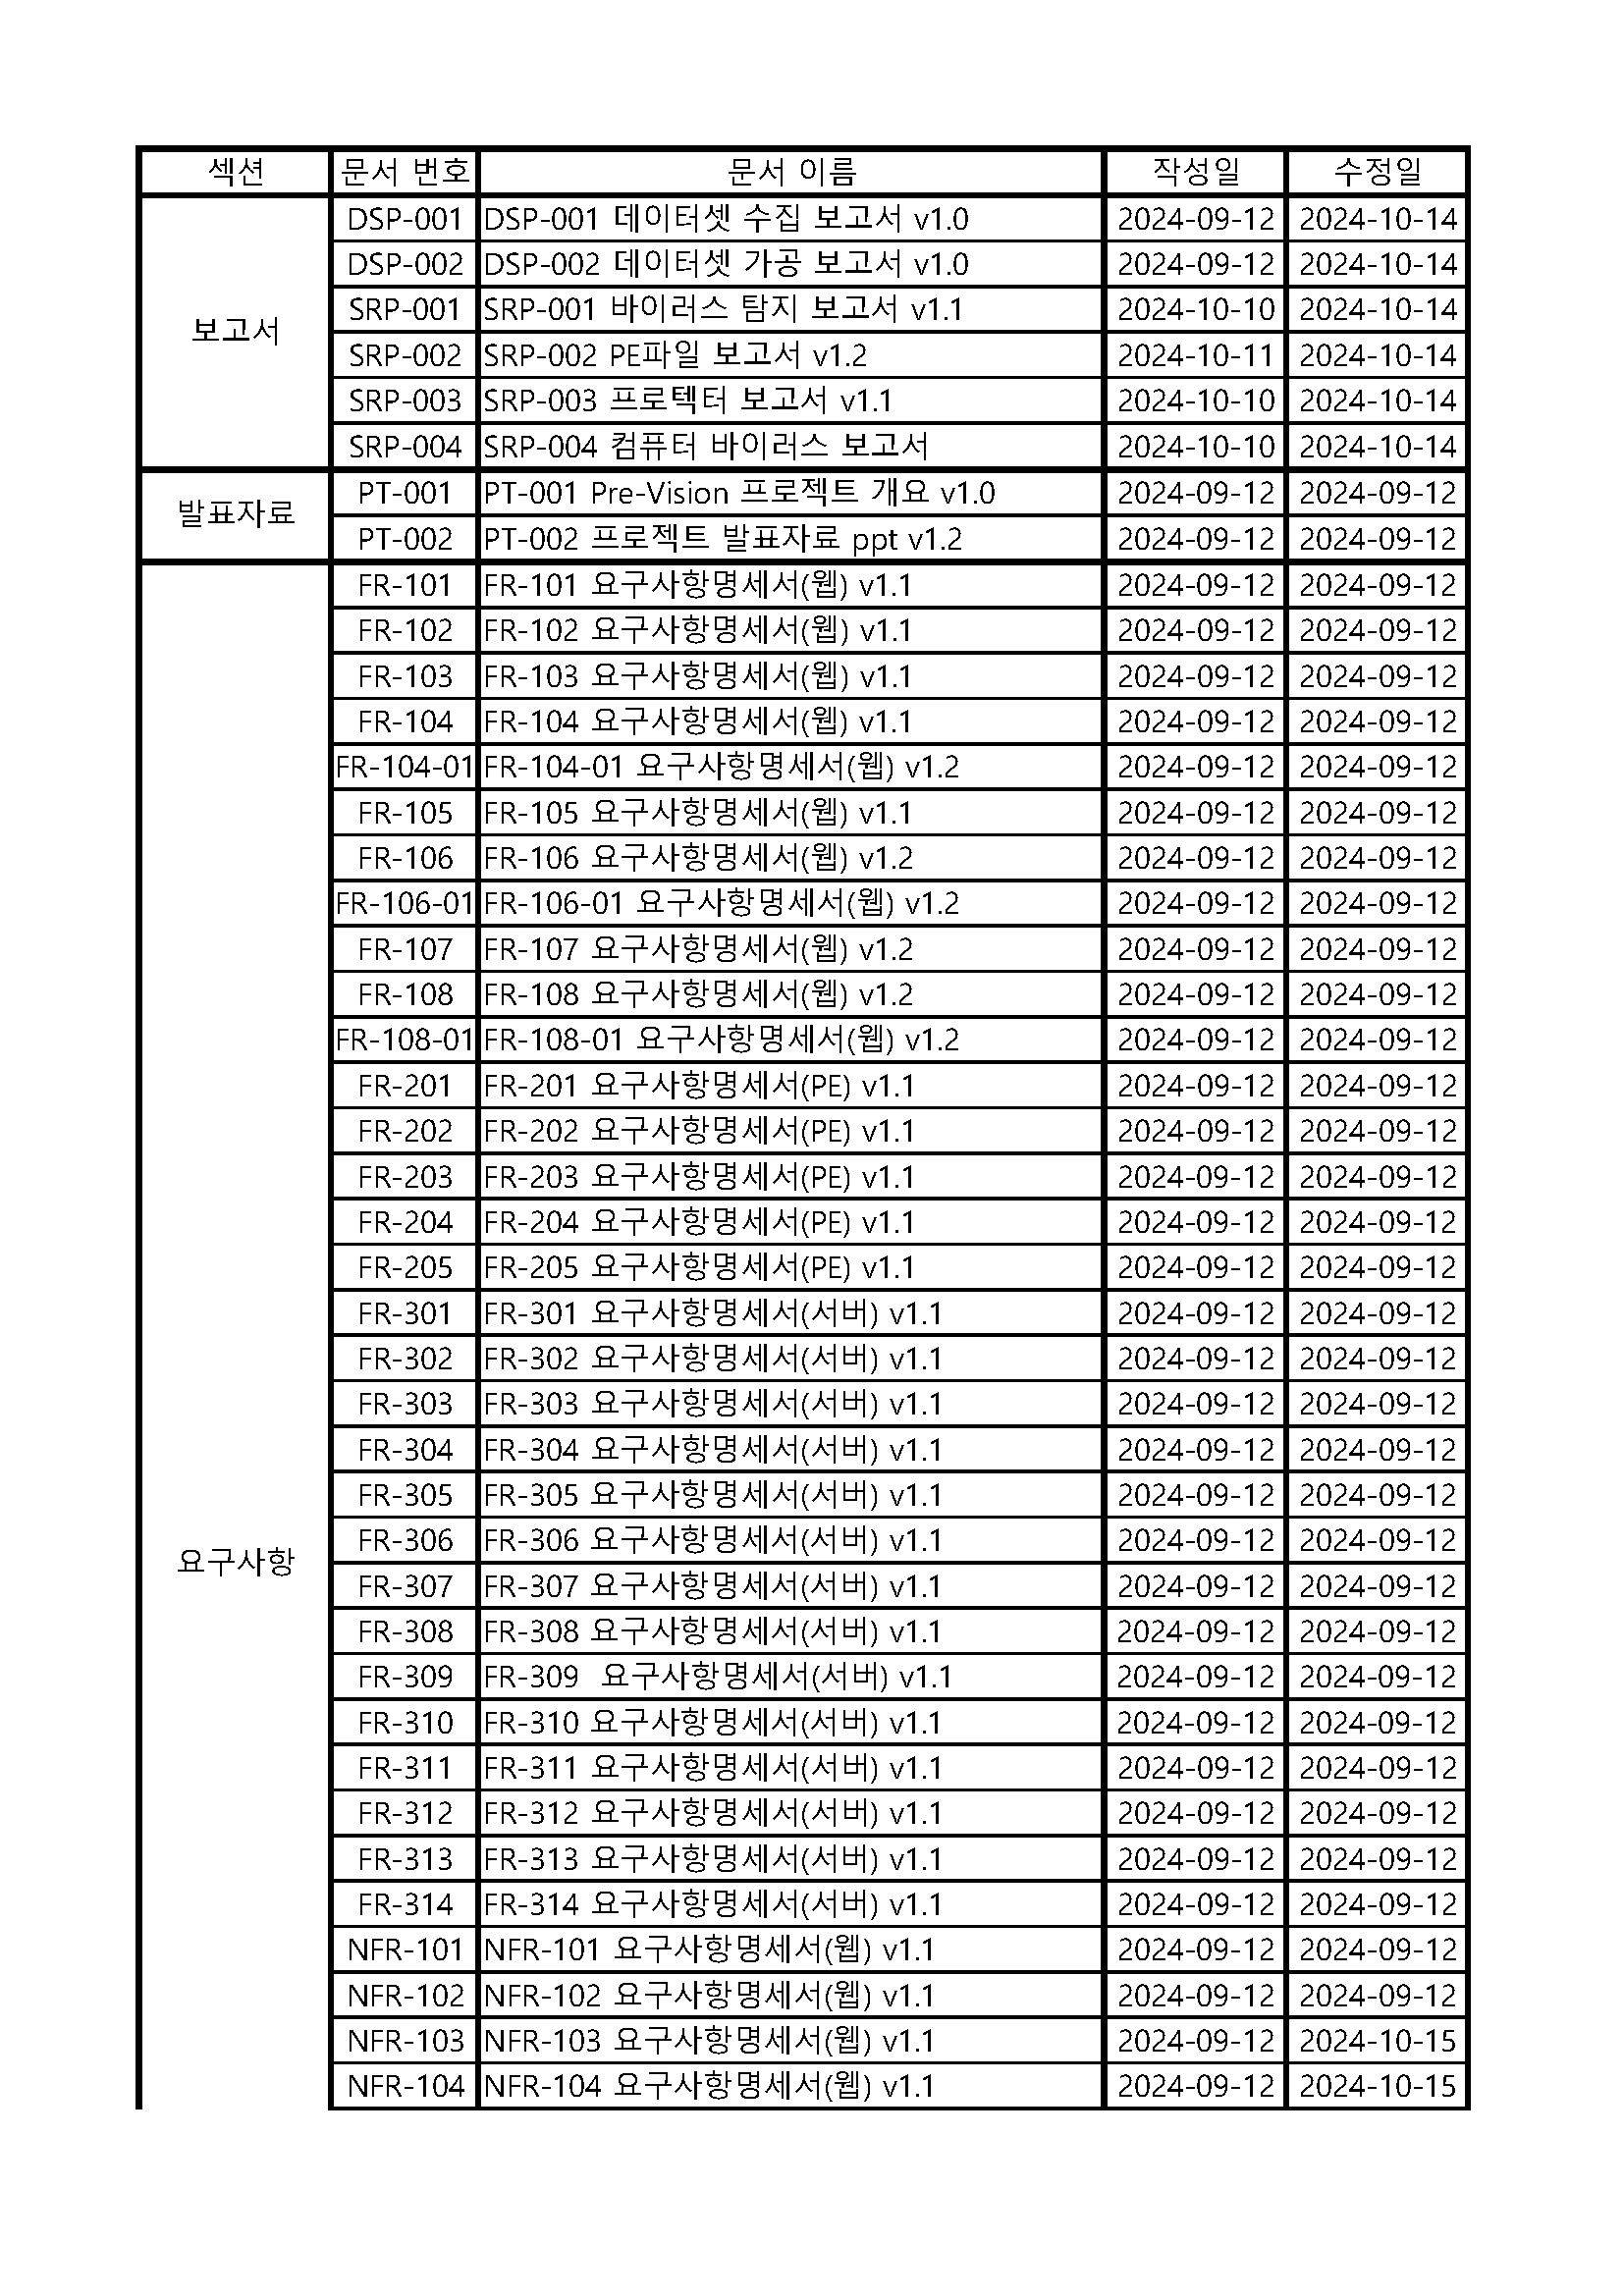 섹션 문서 번호 문서 이름 작성일 수정일
보고서
DSP-001 DSP-001 데이터셋 수집 보고서 v1.0 2024-09-12 2024-10-14
DSP-002 DSP-002 데이터셋 가공 보고서 v1.0 2024-09-12 2024-10-14
SRP-001 SRP-001 바이러스 탐지 보고서 v1.1 2024-10-10 2024-10-14
SRP-002 SRP-002 PE파일 보고서 v1.2 2024-10-11 2024-10-14
SRP-003 SRP-003 프로텍터 보고서 v1.1 2024-10-10 2024-10-14
SRP-004 SRP-004 컴퓨터 바이러스 보고서 2024-10-10 2024-10-14
발표자료
PT-001 PT-001 Pre-Vision 프로젝트 개요 v1.0 2024-09-12 2024-09-12
PT-002 PT-002 프로젝트 발표자료 ppt v1.2 2024-09-12 2024-09-12
요구사항
FR-101 FR-101 요구사항명세서(웹) v1.1 2024-09-12 2024-09-12
FR-102 FR-102 요구사항명세서(웹) v1.1 2024-09-12 2024-09-12
FR-103 FR-103 요구사항명세서(웹) v1.1 2024-09-12 2024-09-12
FR-104 FR-104 요구사항명세서(웹) v1.1 2024-09-12 2024-09-12
FR-104-01 FR-104-01 요구사항명세서(웹) v1.2 2024-09-12 2024-09-12
FR-105 FR-105 요구사항명세서(웹) v1.1 2024-09-12 2024-09-12
FR-106 FR-106 요구사항명세서(웹) v1.2 2024-09-12 2024-09-12
FR-106-01 FR-106-01 요구사항명세서(웹) v1.2 2024-09-12 2024-09-12
FR-107 FR-107 요구사항명세서(웹) v1.2 2024-09-12 2024-09-12
FR-108 FR-108 요구사항명세서(웹) v1.2 2024-09-12 2024-09-12
FR-108-01 FR-108-01 요구사항명세서(웹) v1.2 2024-09-12 2024-09-12
FR-201 FR-201 요구사항명세서(PE) v1.1 2024-09-12 2024-09-12
FR-202 FR-202 요구사항명세서(PE) v1.1 2024-09-12 2024-09-12
FR-203 FR-203 요구사항명세서(PE) v1.1 2024-09-12 2024-09-12
FR-204 FR-204 요구사항명세서(PE) v1.1 2024-09-12 2024-09-12
FR-205 FR-205 요구사항명세서(PE) v1.1 2024-09-12 2024-09-12
FR-301 FR-301 요구사항명세서(서버) v1.1 2024-09-12 2024-09-12
FR-302 FR-302 요구사항명세서(서버) v1.1 2024-09-12 2024-09-12
FR-303 FR-303 요구사항명세서(서버) v1.1 2024-09-12 2024-09-12
FR-304 FR-304 요구사항명세서(서버) v1.1 2024-09-12 2024-09-12
FR-305 FR-305 요구사항명세서(서버) v1.1 2024-09-12 2024-09-12
FR-306 FR-306 요구사항명세서(서버) v1.1 2024-09-12 2024-09-12
FR-307 FR-307 요구사항명세서(서버) v1.1 2024-09-12 2024-09-12
FR-308 FR-308 요구사항명세서(서버) v1.1 2024-09-12 2024-09-12
FR-309 FR-309 요구사항명세서(서버) v1.1 2024-09-12 2024-09-12
FR-310 FR-310 요구사항명세서(서버) v1.1 2024-09-12 2024-09-12
FR-311 FR-311 요구사항명세서(서버) v1.1 2024-09-12 2024-09-12
FR-312 FR-312 요구사항명세서(서버) v1.1 2024-09-12 2024-09-12
FR-313 FR-313 요구사항명세서(서버) v1.1 2024-09-12 2024-09-12
FR-314 FR-314 요구사항명세서(서버) v1.1 2024-09-12 2024-09-12
NFR-101 NFR-101 요구사항명세서(웹) v1.1 2024-09-12 2024-09-12
NFR-102 NFR-102 요구사항명세서(웹) v1.1 2024-09-12 2024-09-12
NFR-103 NFR-103 요구사항명세서(웹) v1.1 2024-09-12 2024-10-15
NFR-104 NFR-104 요구사항명세서(웹) v1.1 2024-09-12 2024-10-15